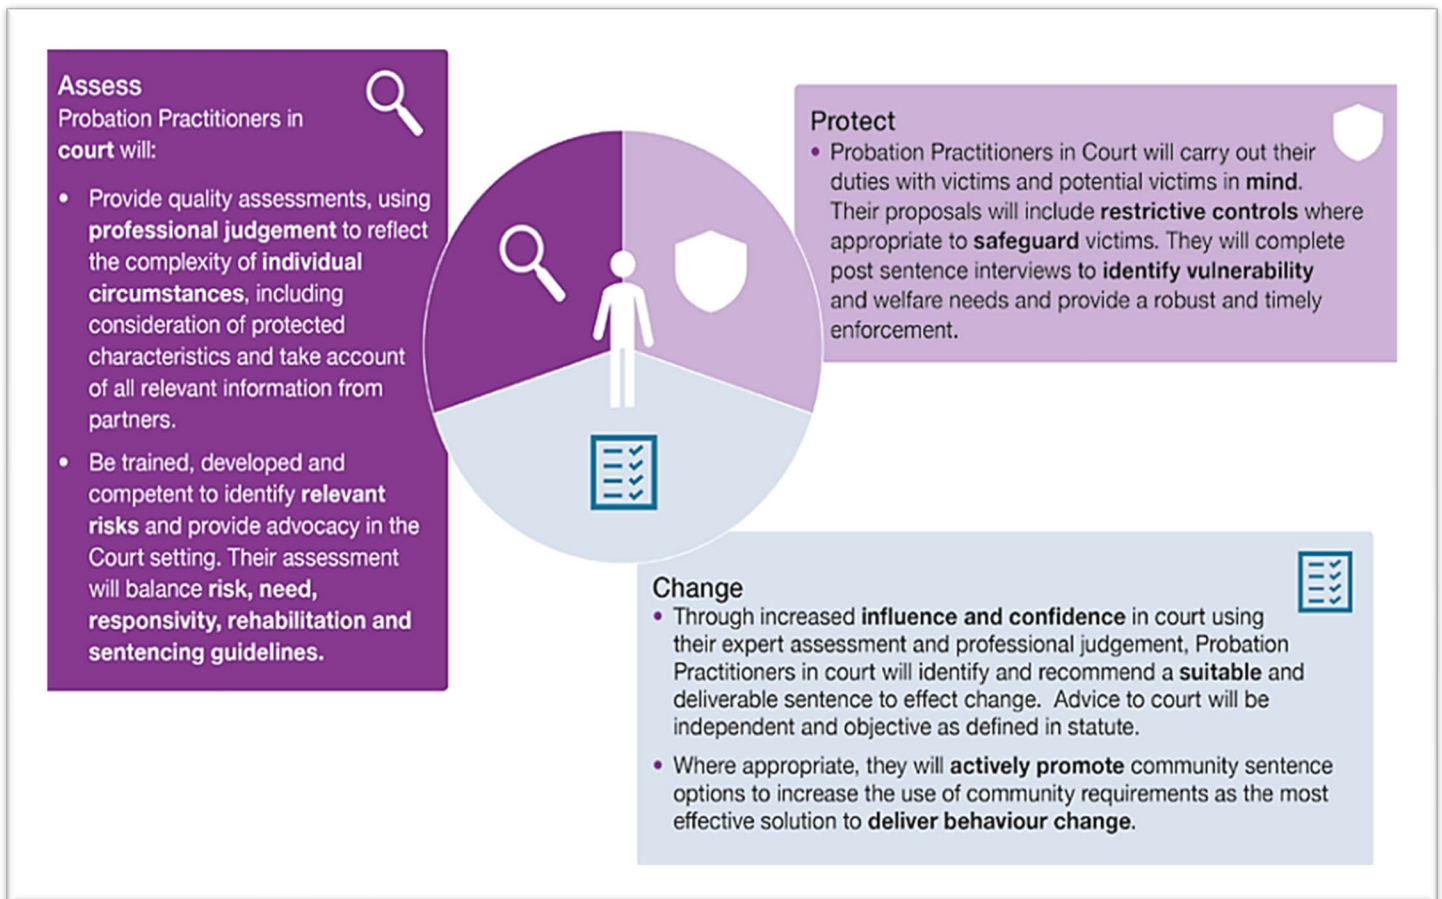 Assess
Probation Practitioners in
court will:
• Provide quality assessments, using
professional judgement to reflect
the complexity of individual
circumstances, including
consideration of protected
characteristics and take account
of all relevant information from
partners.
• Be trained, developed and
competent to identify relevant
risks and provide advocacy in the
Court setting. Their assessment
will balance risk, need,
responsivity, rehabilitation and
sentencing guidelines.
Protect
• Probation Practitioners in Court will carry out their
duties with victims and potential victims in mind.
Their proposals will include restrictive controls where
appropriate to safeguard victims. They will complete
post sentence interviews to identify vulnerability
and welfare needs and provide a robust and timely
enforcement.
Change
• Through increased influence and confidence in court using
their expert assessment and professional judgement, Probation
Practitioners in court will identify and recommend a suitable and
deliverable sentence to effect change. Advice to court will be
independent and objective as defined in statute.
• Where appropriate, they will actively promote community sentence
options to increase the use of community requirements as the most
effective solution to deliver behaviour change.